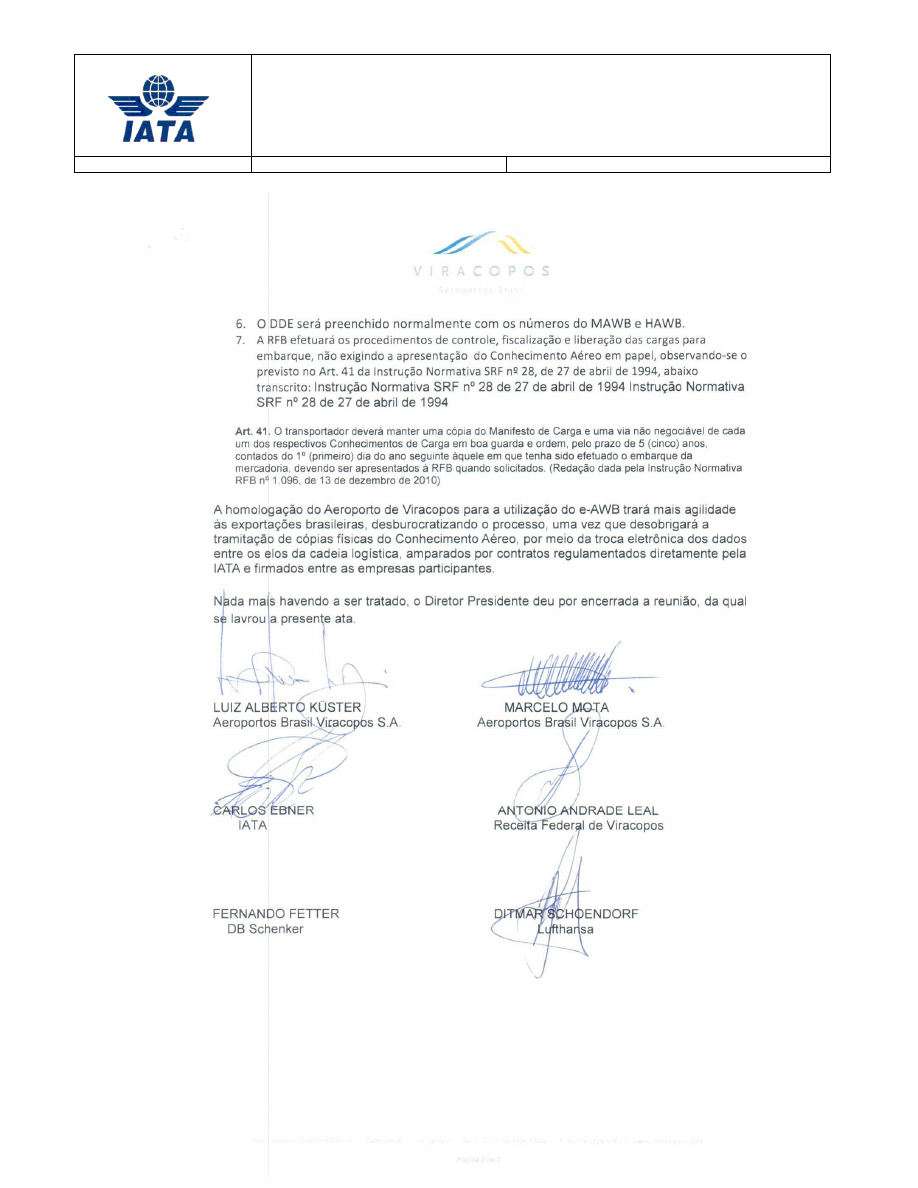 IATA
VIRACOPOS
Aeroportos Brasil
6. O DDE será preenchido normalmente com os números do MAWB e HAWB.
7. A RFB efetuará os procedimentos de controle, fiscalização e liberação das cargas para
embarque, não exigindo a apresentação do Conhecimento Aéreo em papel, observando-se o
previsto no Art. 41 da Instrução Normativa SRF nº 28, de 27 de abril de 1994, abaixo
transcrito: Instrução Normativa SRF nº 28 de 27 de abril de 1994 Instrução Normativa
SRF nº 28 de 27 de abril de 1994
Art. 41. O transportador deverá manter uma cópia do Manifesto de Carga e uma via não negociável de cada
um dos respectivos Conhecimentos de Carga em boa guarda e ordem, pelo prazo de 5 (cinco) anos,
contados do 1º (primeiro) dia do ano seguinte àquele em que tenha sido efetuado o embarque da
mercadoria, devendo ser apresentados à RFB quando solicitados. (Redação dada pela Instrução Normativa
RFB nº 1.096, de 13 de dezembro de 2010)
A homologação do Aeroporto de Viracopos para a utilização do e-AWB trará mais agilidade
às exportações brasileiras, desburocratizando o processo, uma vez que desobrigará a
tramitação de cópias físicas do Conhecimento Aéreo, por meio da troca eletrônica dos dados
entre os elos da cadeia logística, amparados por contratos regulamentados diretamente pela
IATA e firmados entre as empresas participantes.
Nada mais havendo a ser tratado, o Diretor Presidente deu por encerrada a reunião, da qual
se lavrou a presente ata.
LUIZ ALBERTO KÜSTER MARCELO MOTA
Aeroportos Brasil Viracopos S.A. Aeroportos Brasil Viracopos S.A.
CARLOS EBNER ANTONIO ANDRADE LEAL
IATA Receita Federal de Viracopos
FERNANDO FETTER DITMAR SCHOENDORF
DB Schenker Lufthansa
Página 2 de 2